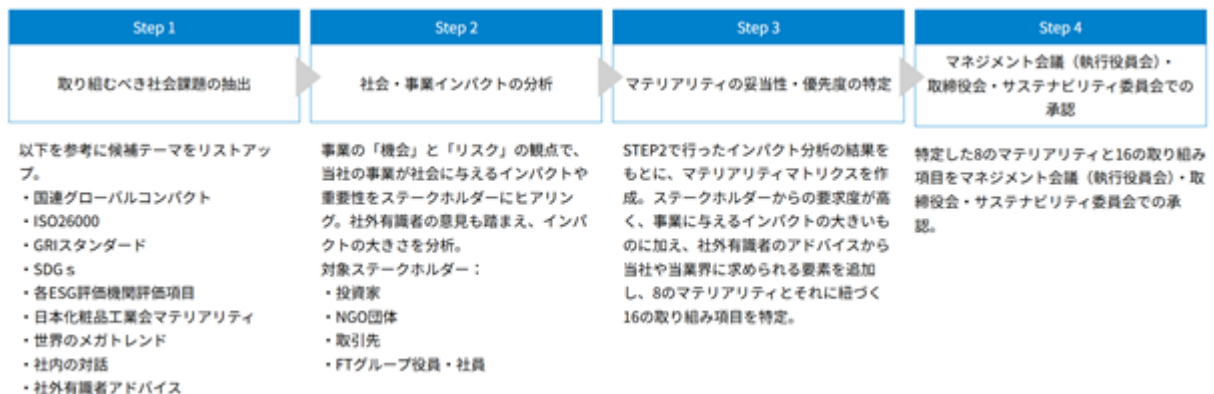 Step 1
取り組むべき社会課題の抽出
以下を参考に候補テーマをリストアッ
プ。
・国連グローバルコンパクト
・ISO26000
・GRIスタンダード
・SDGｓ
・各ESG評価機関評価項目
・日本化粧品工業会マテリアリティ
・世界のメガトレンド
・社内の対話
・社外有識者アドバイス
Step 2
社会・事業インパクトの分析
事業の「機会」と「リスク」の観点で、
当社の事業が社会に与えるインパクトや
重要性をステークホルダーにヒアリン
グ。社外有識者の意見も踏まえ、インパ
クトの大きさを分析。
対象ステークホルダー：
・投資家
・NGO団体
・取引先
・FTグループ役員・社員
Step 3
マテリアリティの妥当性・優先度の特定
STEP2で行ったインパクト分析の結果を
もとに、マテリアリティマトリクスを作
成。ステークホルダーからの要求度が高
く、事業に与えるインパクトの大きいも
のに加え、社外有識者のアドバイスから
当社や当業界に求められる要素を追加
し、8のマテリアリティとそれに紐づく
16の取り組み項目を特定。
Step 4
マネジメント会議（執行役員会）・
取締役会・サステナビリティ委員会での
承認
特定した8のマテリアリティと16の取り組み
項目をマネジメント会議（執行役員会）・取
締役会・サステナビリティ委員会での承
認。